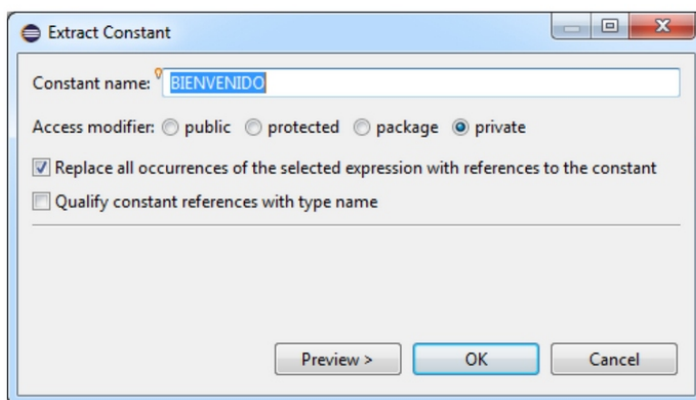 Extract Constant
Constant name: BIENVENIDO
Access modifier: public protected package private
Replace all occurrences of the selected expression with references to the constant
Qualify constant references with type name
Preview > OK Cancel